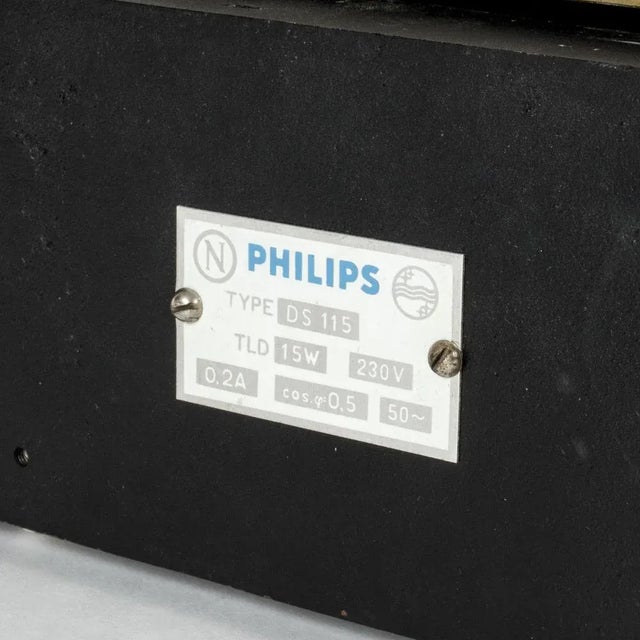 N PHILIPS
TYPE DS 115
TLD 15W 230V
0.2A cos.φ=0.5 50~